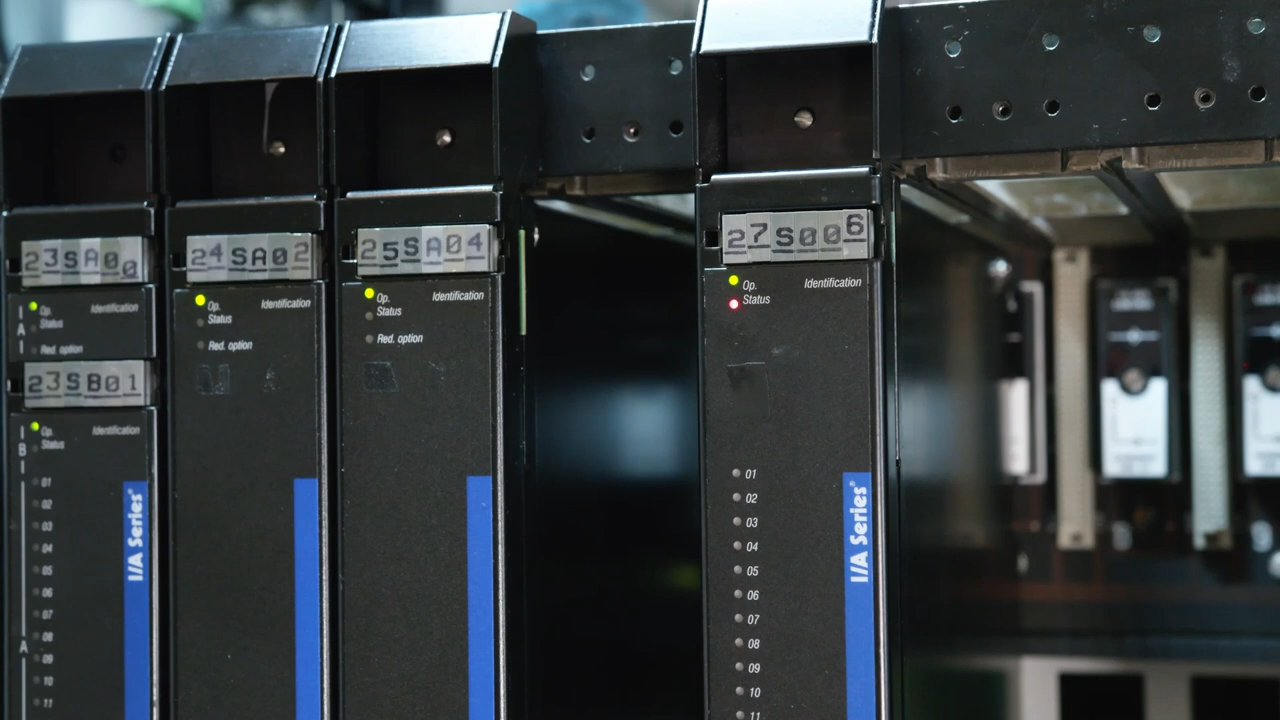 23SA00
Op.
Identification
Status
I A I
Red. option
23SB01
Op.
Identification
Status
I B I
01
02
03
04
05
06
07
08
09
10
11
A
I/A Series®
24SA02
Op.
Identification
Status
Red. option
25SA04
Op.
Identification
Status
Red. option
27S006
Op.
Identification
Status
01
02
03
04
05
06
07
08
09
10
11
I/A Series®